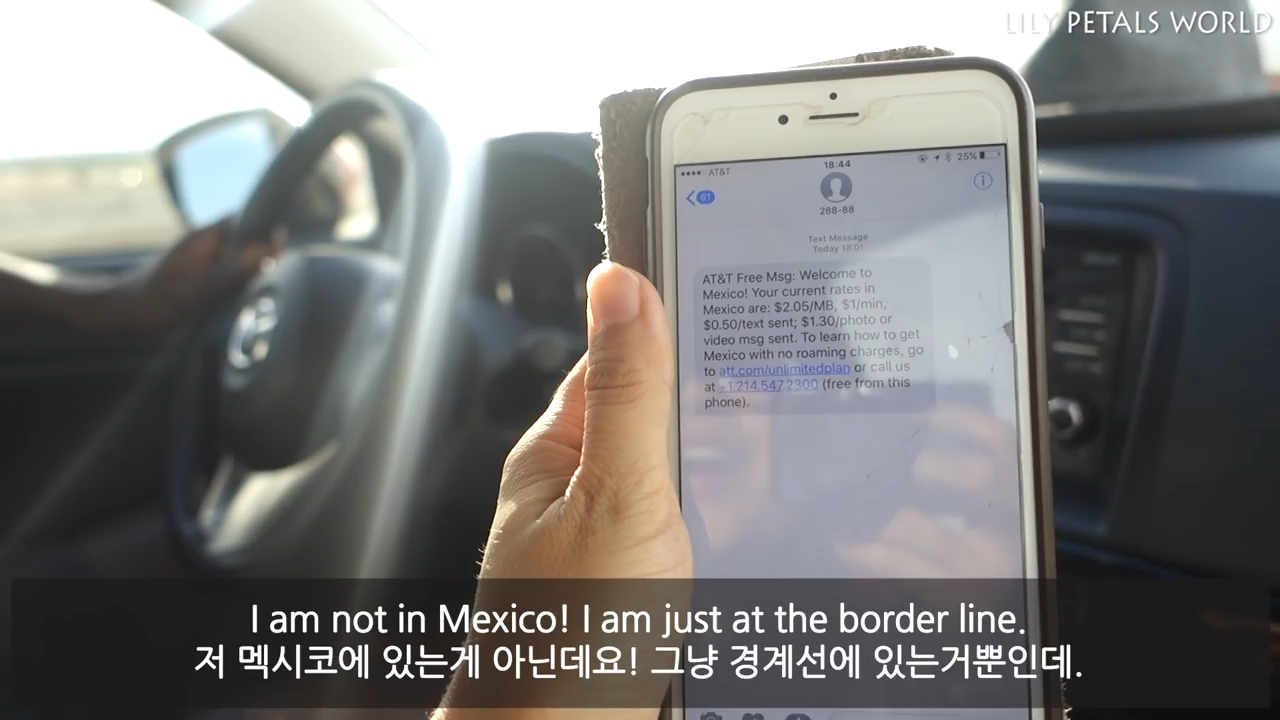 LILY PETALS WORLD
AT&T
18:44
25%
61
288-88
Text Message
Today 18:01
AT&T Free Msg: Welcome to
Mexico! Your current rates in
Mexico are: $2.05/MB, $1/min,
$0.50/text sent; $1.30/photo or
video msg sent. To learn how to get
Mexico with no roaming charges, go
to att.com/unlimitedplan or call us
at +1.214.547.2300 (free from this
phone).
I am not in Mexico! I am just at the border line.
저 멕시코에 있는게 아닌데요! 그냥 경계선에 있는거뿐인데.